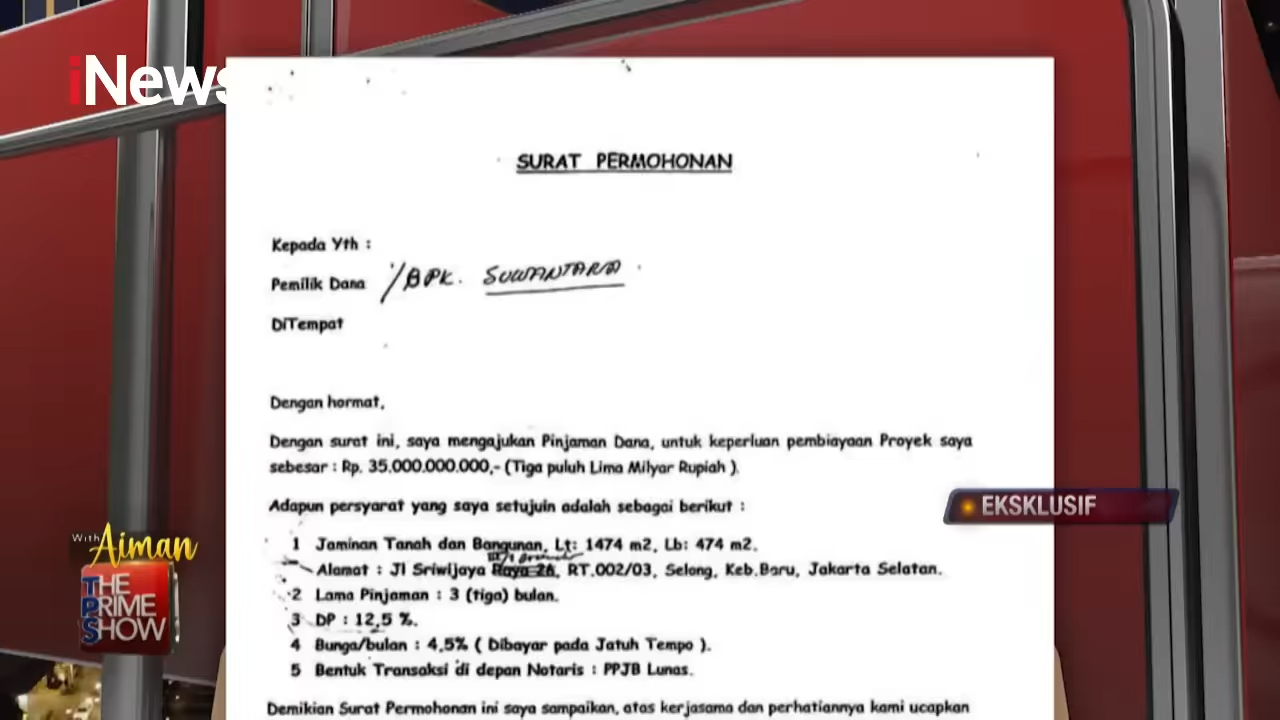 iNews
SURAT PERMOHONAN
Kepada Yth :
Pemilik Dana /BPK. SUWANTARA
DiTempat
Dengan hormat,
Dengan surat ini, saya mengajukan Pinjaman Dana, untuk keperluan pembiayaan Proyek saya
sebesar : Rp. 35.000.000.000,- (Tiga puluh Lima Milyar Rupiah ).
Adapun persyarat yang saya setujuin adalah sebagai berikut :
1 Jaminan Tanah dan Bangunan, Lt: 1474 m2, Lb: 474 m2.
Alamat : Jl Sriwijaya Raya 26, RT.002/03, Selong, Keb.Baru, Jakarta Selatan.
2 Lama Pinjaman : 3 (tiga) bulan.
3 DP : 12,5 %.
4 Bunga/bulan : 4,5% ( Dibayar pada Jatuh Tempo ).
5 Bentuk Transaksi di depan Notaris : PPJB Lunas.
Demikian Surat Permohonan ini saya sampaikan, atas kerjasama dan perhatiannya kami ucapkan
EKSKLUSIF
With Aiman
THE
PRIME
SHOW